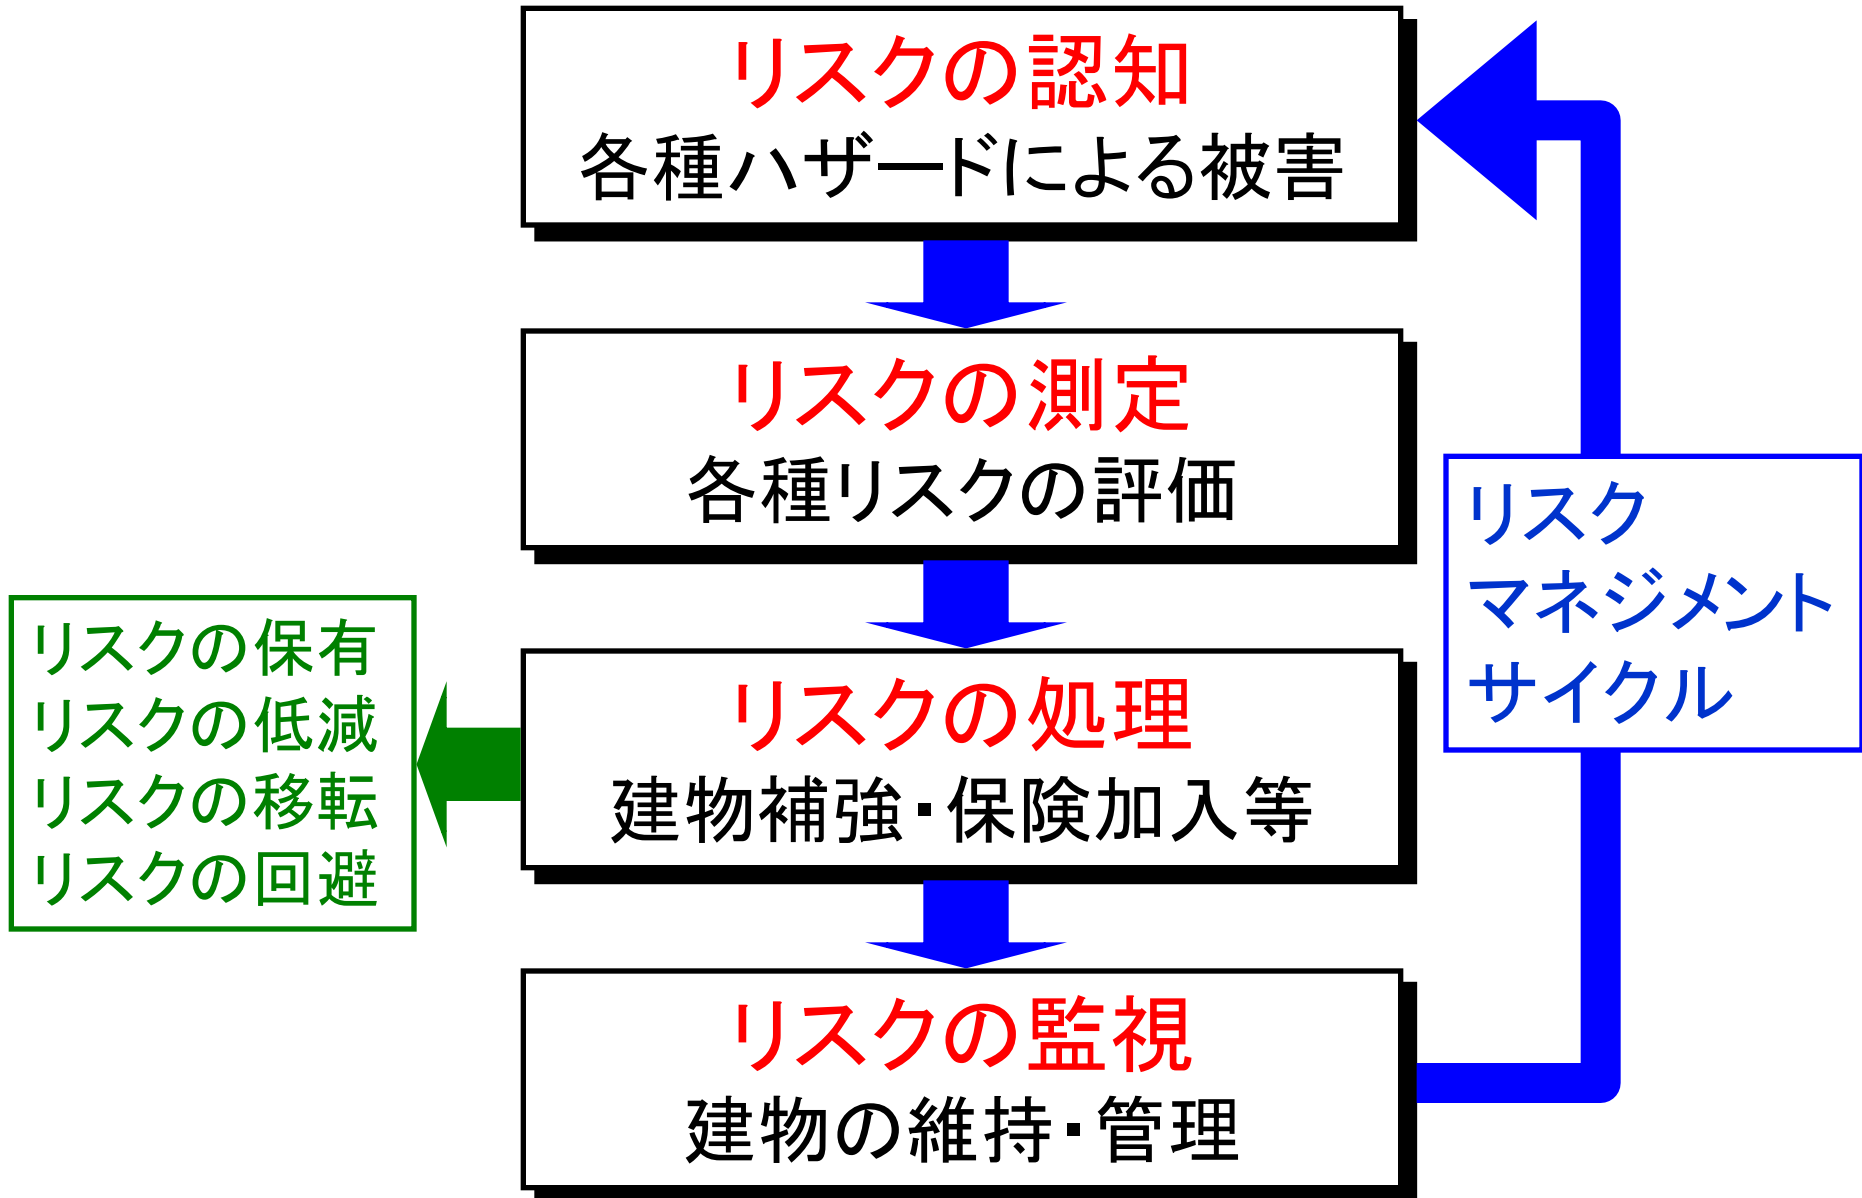 リスクの認知
各種ハザードによる被害
リスクの測定
各種リスクの評価
リスクの処理
建物補強・保険加入等
リスクの監視
建物の維持・管理
リスクの保有
リスクの低減
リスクの移転
リスクの回避
リスク
マネジメント
サイクル